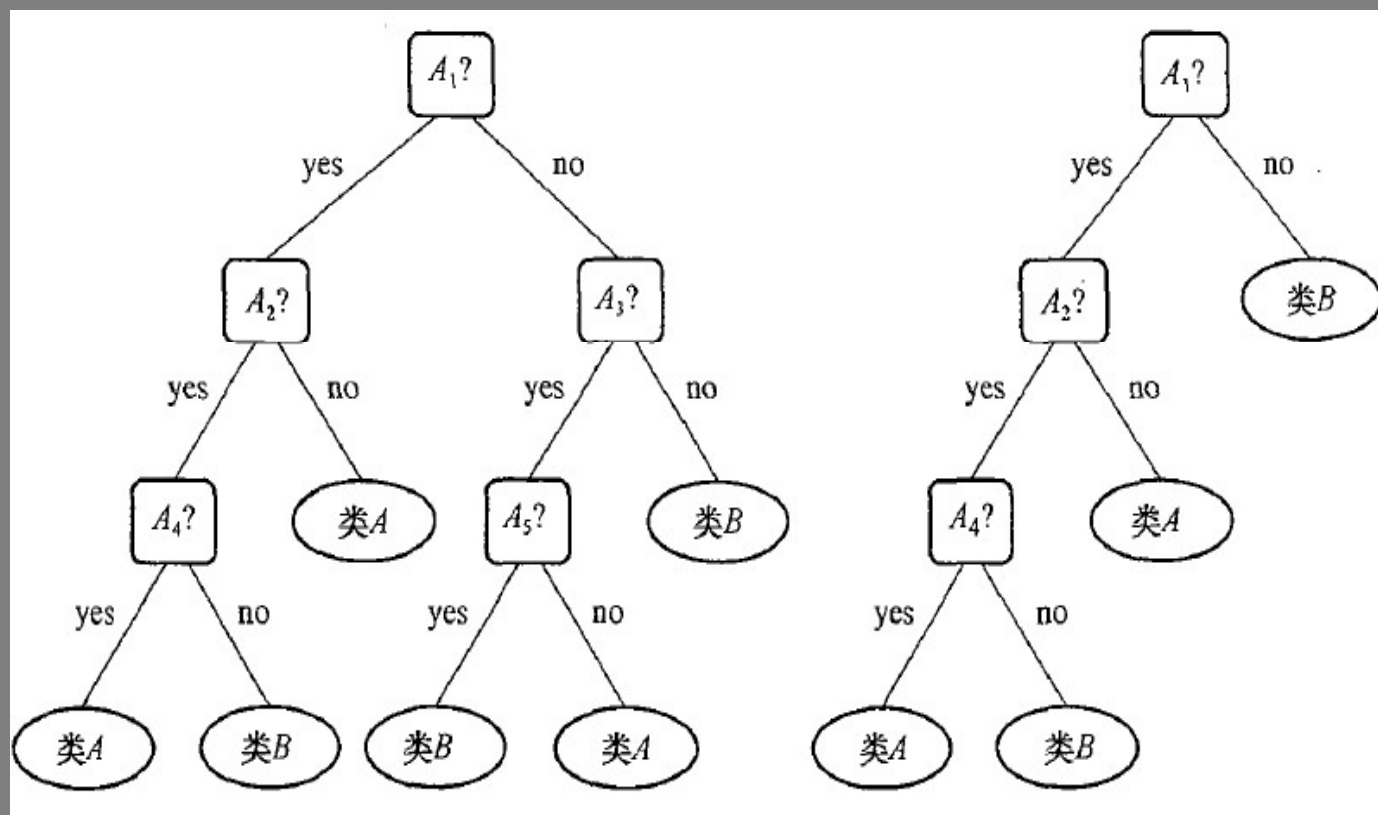 A₁? A₁?
yes no yes no
A₂? A₃? A₂? 类B
yes no yes no yes no
A₄? 类A A₅? 类B A₄? 类A
yes no yes no yes no
类A 类B 类B 类A 类A 类B